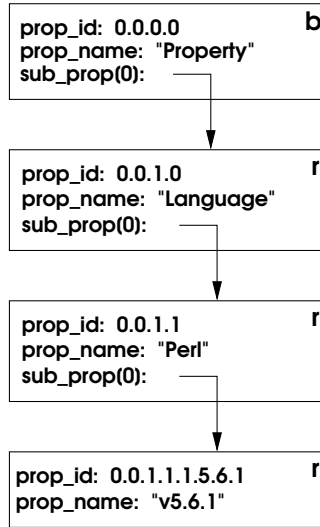 b
prop_id: 0.0.0.0
prop_name: "Property"
sub_prop(0):
r
prop_id: 0.0.1.0
prop_name: "Language"
sub_prop(0):
r
prop_id: 0.0.1.1
prop_name: "Perl"
sub_prop(0):
r
prop_id: 0.0.1.1.1.5.6.1
prop_name: "v5.6.1"